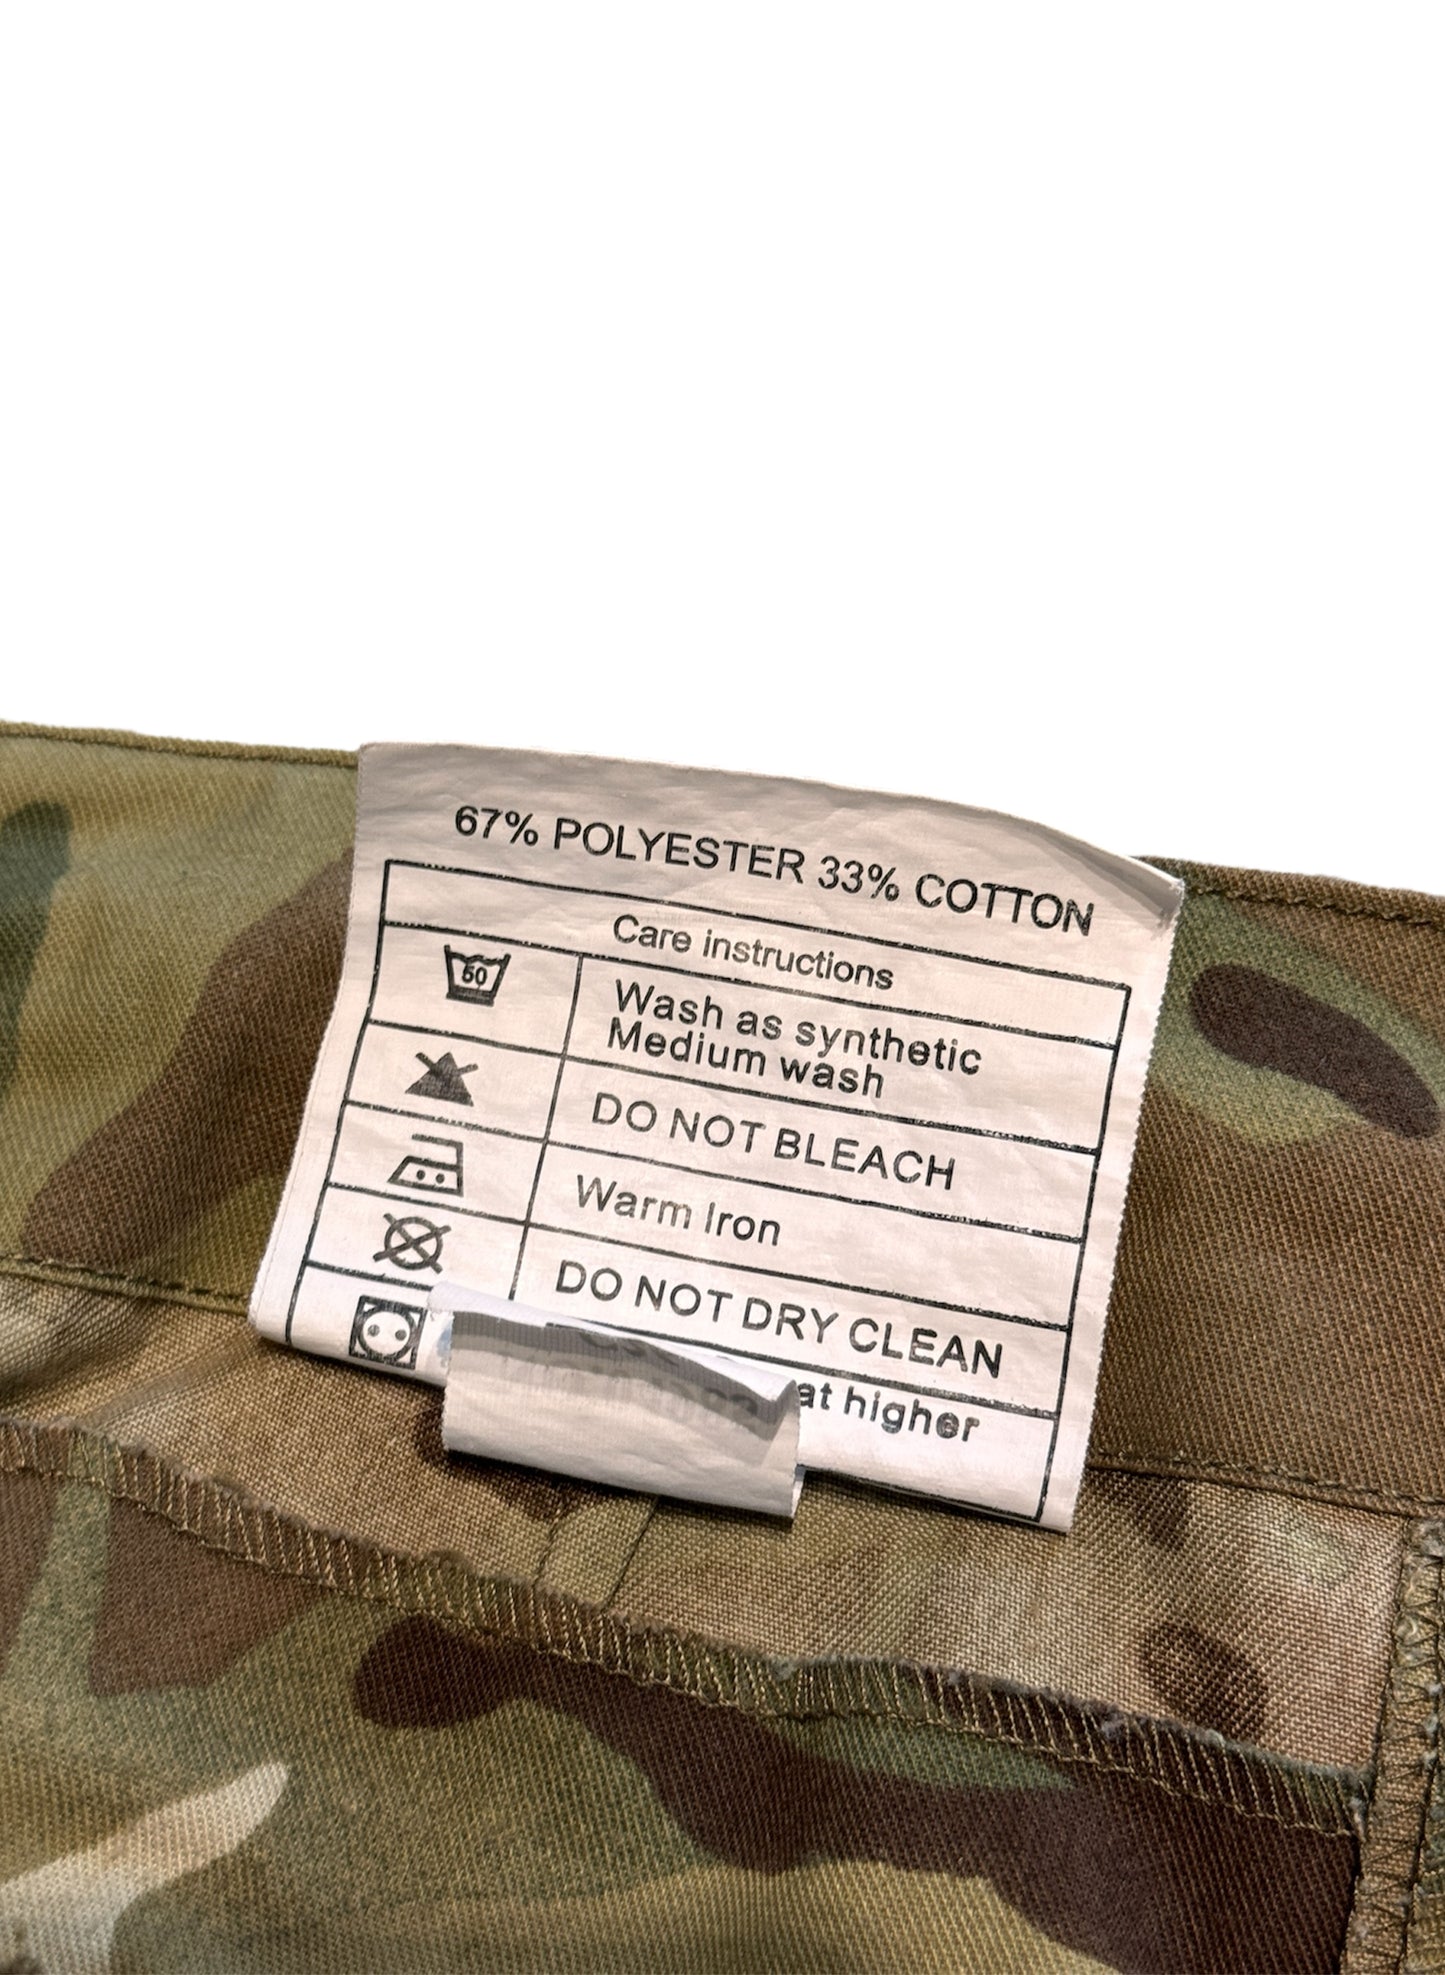 67% POLYESTER 33% COTTON
Care instructions
50
Wash as synthetic
Medium wash
DO NOT BLEACH
Warm Iron
DO NOT DRY CLEAN
at higher